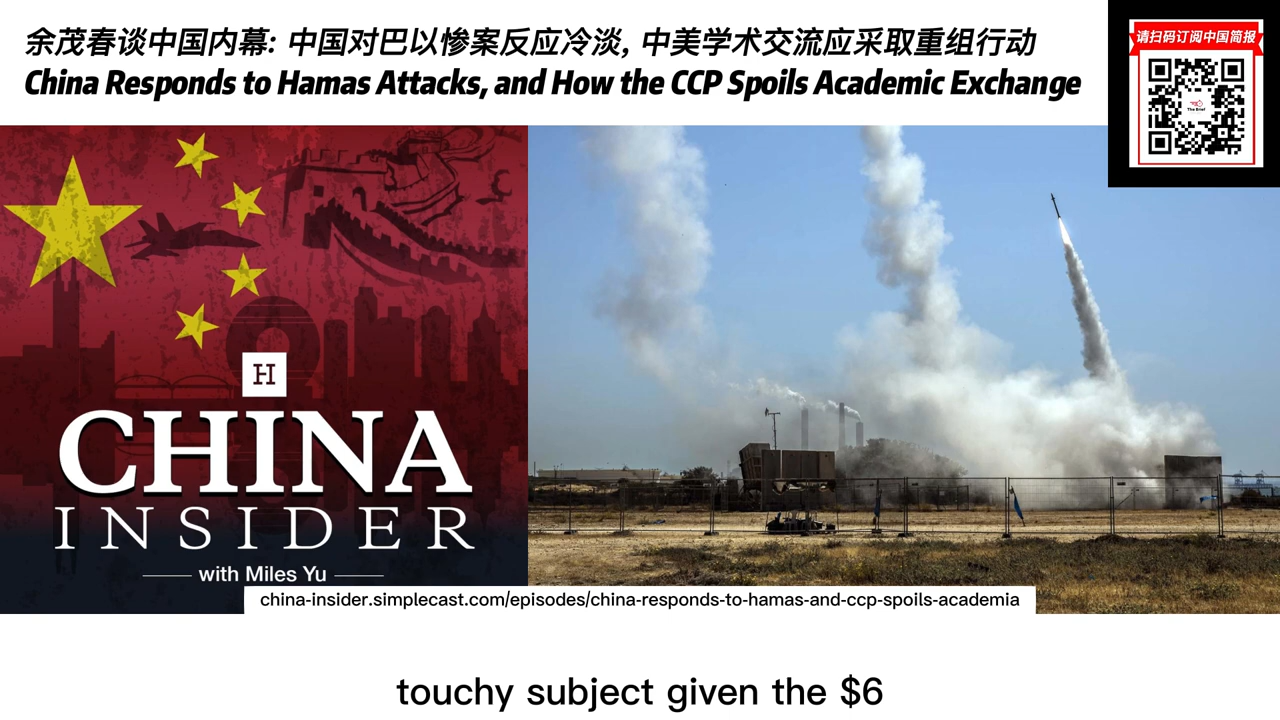 余茂春谈中国内幕: 中国对巴以惨案反应冷淡, 中美学术交流应采取重组行动
China Responds to Hamas Attacks, and How the CCP Spoils Academic Exchange
请扫码订阅中国简报
The Brief
H
CHINA
INSIDER
with Miles Yu
china-insider.simplecast.com/episodes/china-responds-to-hamas-and-ccp-spoils-academia
touchy subject given the $6